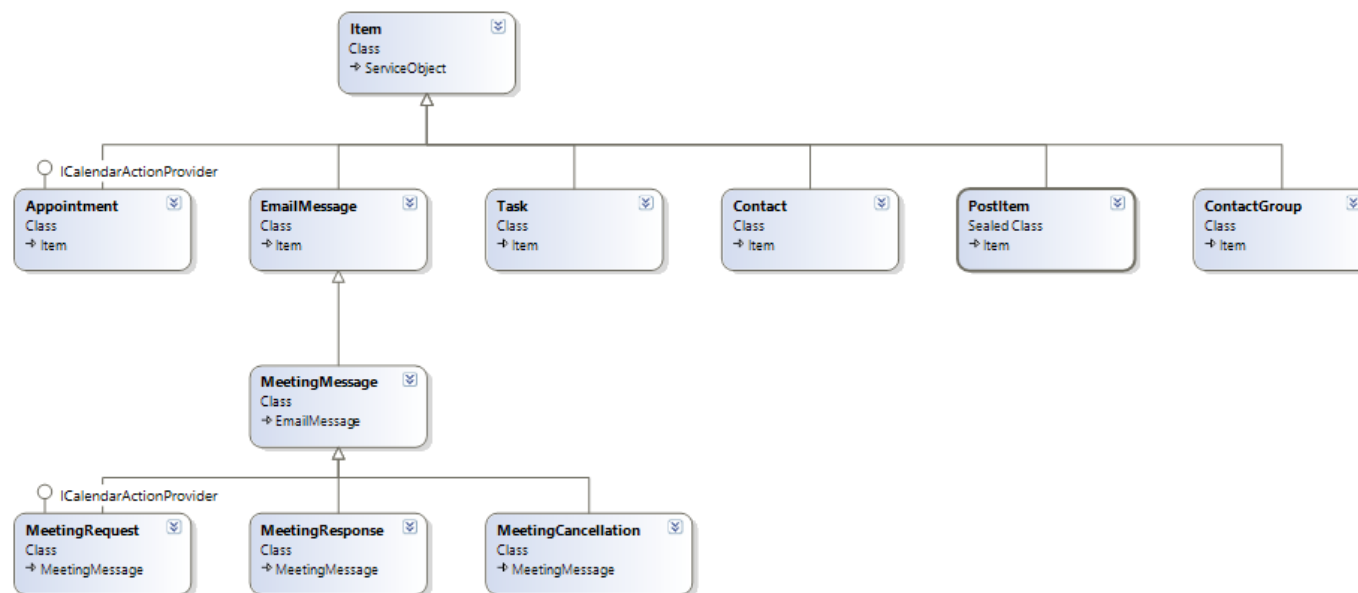 Item
Class
ServiceObject
ICalendarActionProvider
Appointment
Class
Item
EmailMessage
Class
Item
Task
Class
Item
Contact
Class
Item
PostItem
Sealed Class
Item
ContactGroup
Class
Item
MeetingMessage
Class
EmailMessage
ICalendarActionProvider
MeetingRequest
Class
MeetingMessage
MeetingResponse
Class
MeetingMessage
MeetingCancellation
Class
MeetingMessage